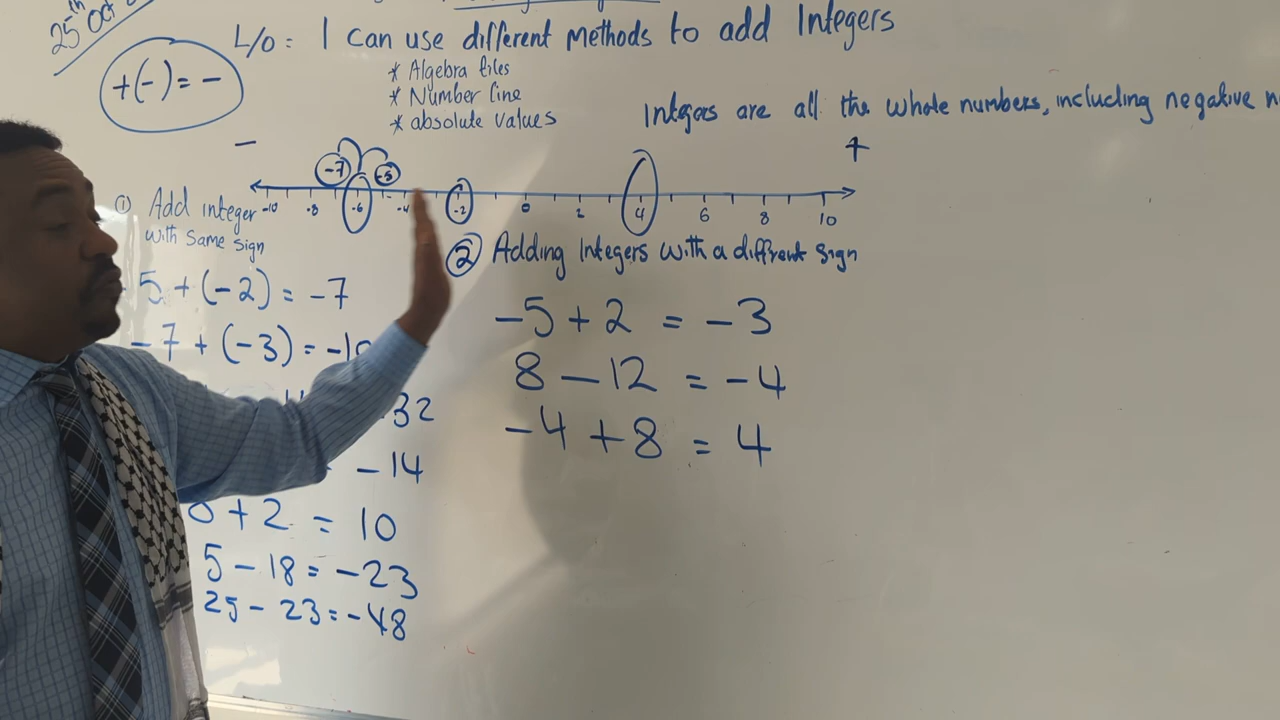 25th Oct
L/O: I can use different Methods to add Integers
+(-) = -
* Algebra tiles
* Number line
* absolute values
Integers are all the whole numbers, including negative n
- +
-7 -5
-10 -8 -6 -4 -2 0 2 4 6 8 10
① Add integer
with same sign
② Adding Integers with a different sign
5 + (-2) = -7
-7 + (-3) = -10
32
- 14
+ 2 = 10
5 - 18 = -23
25 - 23 = -48
-5 + 2 = -3
8 - 12 = -4
-4 + 8 = 4